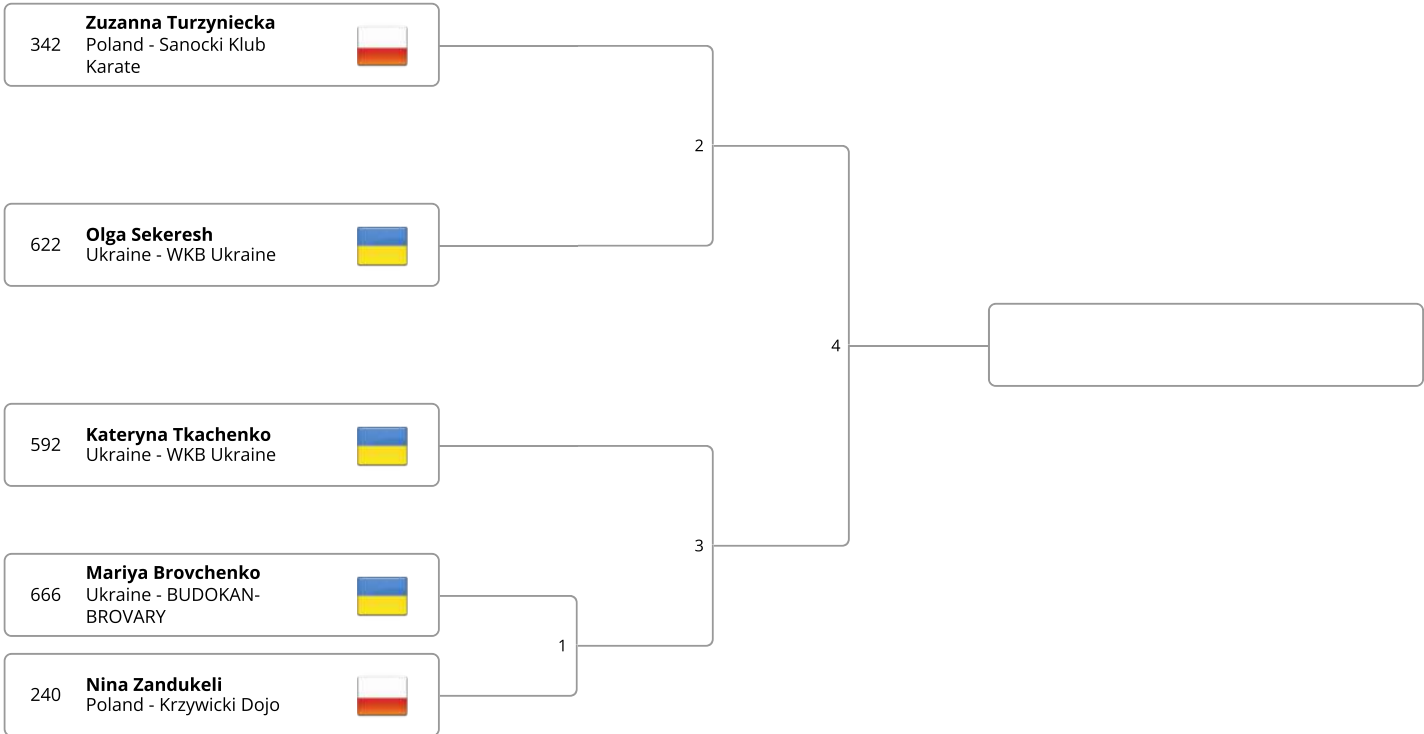 Zuzanna Turzyniecka
342
Poland - Sanocki Klub
Karate
2
Olga Sekeresh
622
Ukraine - WKB Ukraine
4
Kateryna Tkachenko
592
Ukraine - WKB Ukraine
3
Mariya Brovchenko
666
Ukraine - BUDOKAN-
BROVARY
1
Nina Zandukeli
240
Poland - Krzywicki Dojo